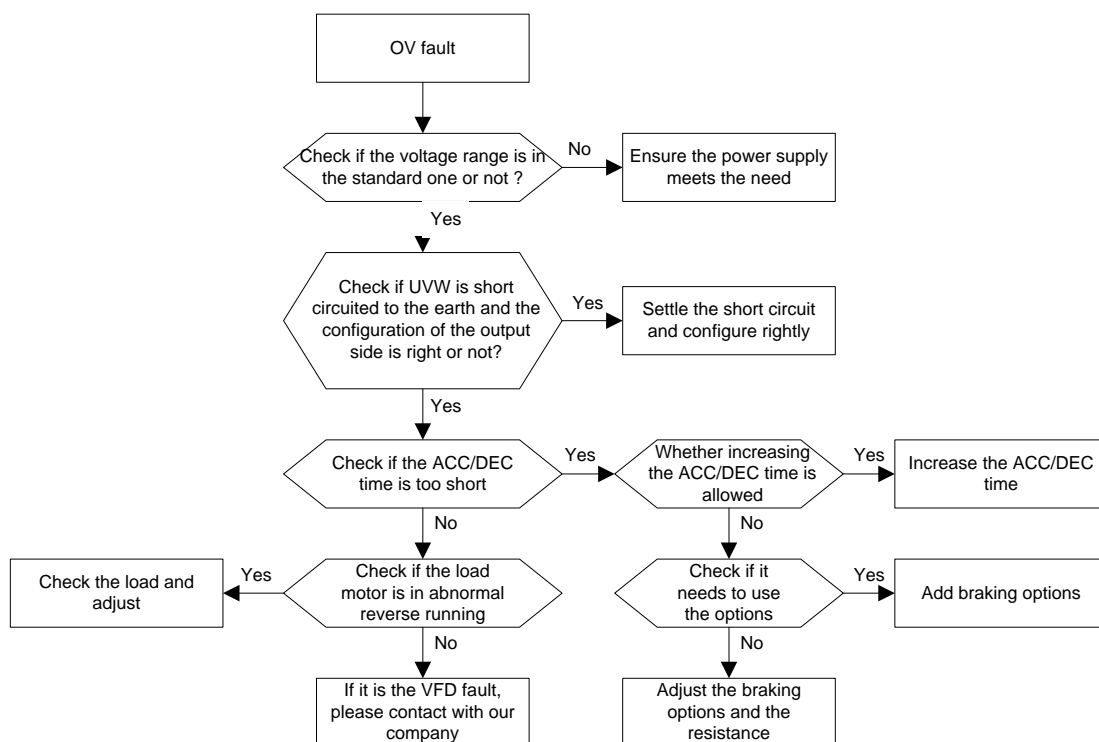 OV fault
Check if the voltage range is in
the standard one or not ?
No
Ensure the power supply
meets the need
Yes
Check if UVW is short
circuited to the earth and the
configuration of the output
side is right or not?
Yes
Settle the short circuit
and configure rightly
Yes
Check if the ACC/DEC
time is too short
Yes
Whether increasing
the ACC/DEC time is
allowed
Yes
Increase the ACC/DEC
time
No
No
Check the load and
adjust
Yes
Check if the load
motor is in abnormal
reverse running
Check if it
needs to use
the options
Yes
Add braking options
No
No
If it is the VFD fault,
please contact with our
company
Adjust the braking
options and the
resistance